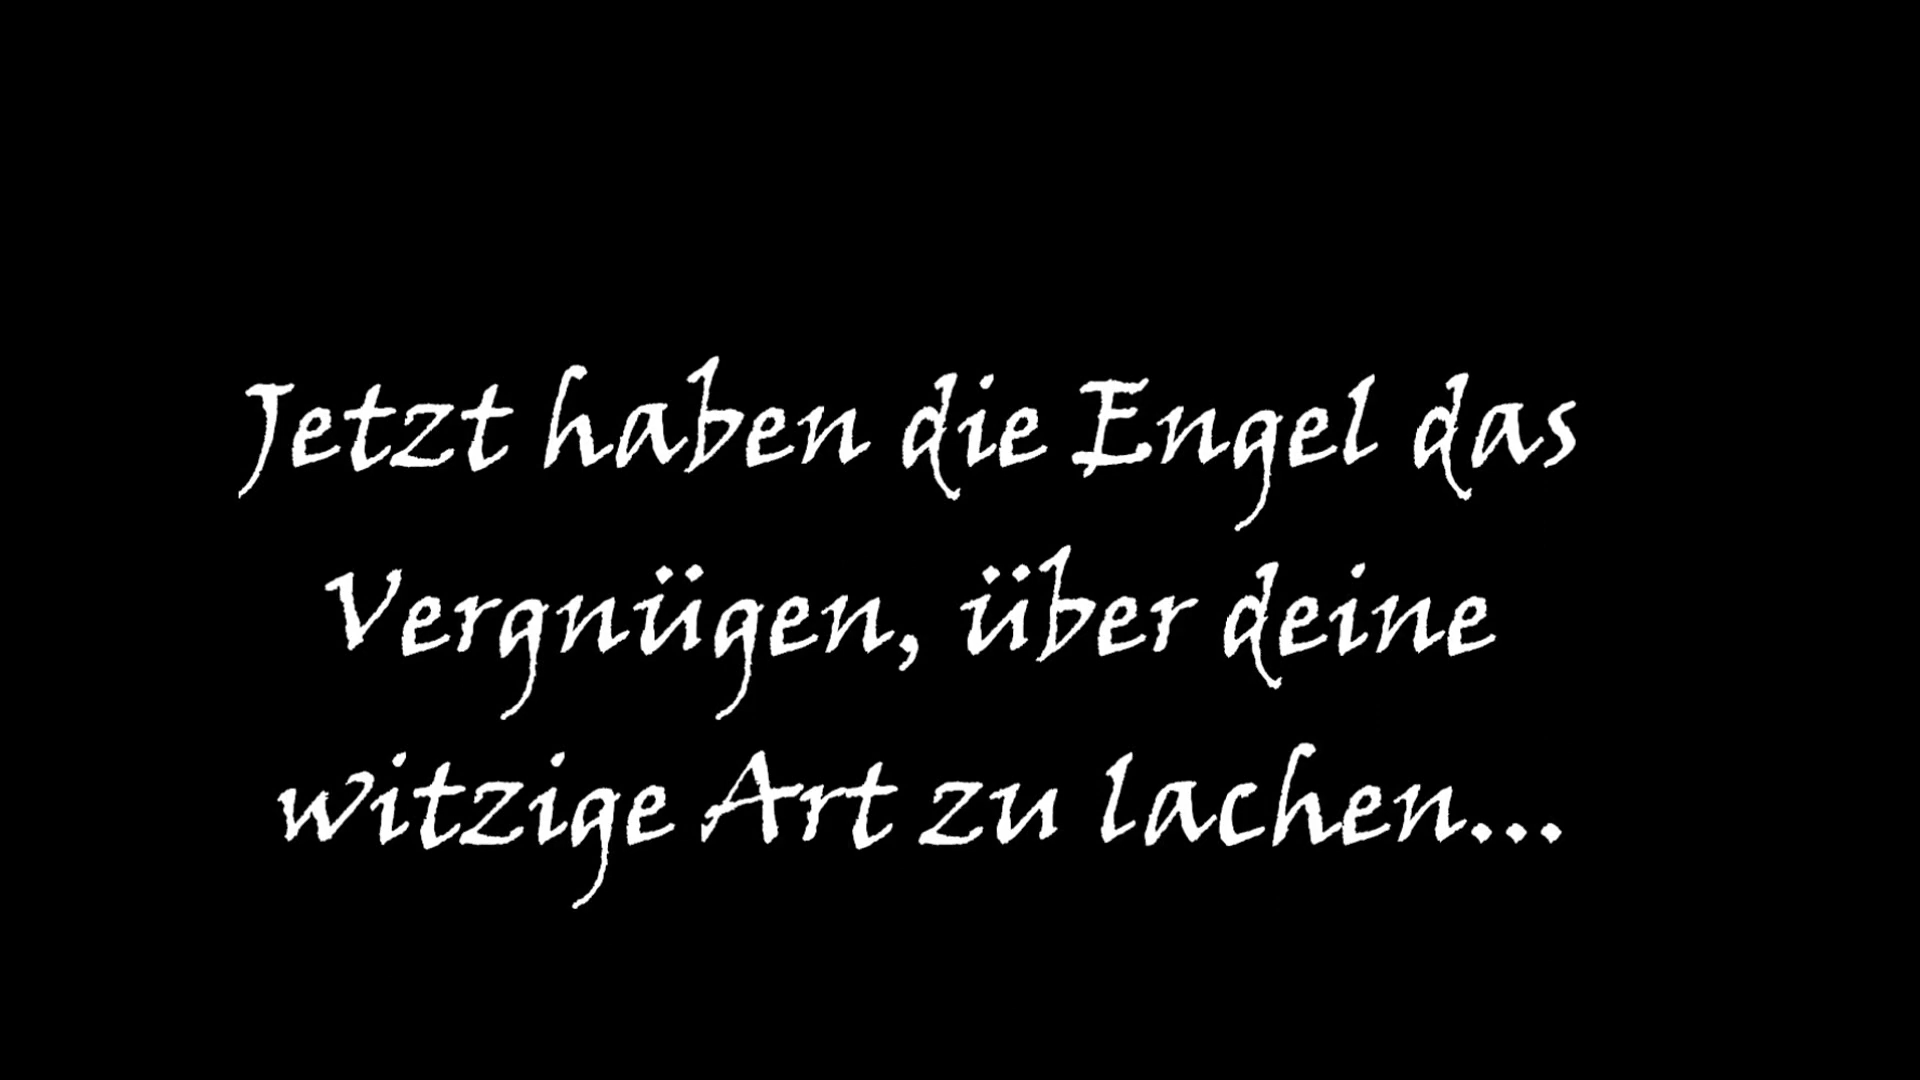 Jetzt haben die Engel das
Vergnügen, über deine
witzige Art zu lachen...